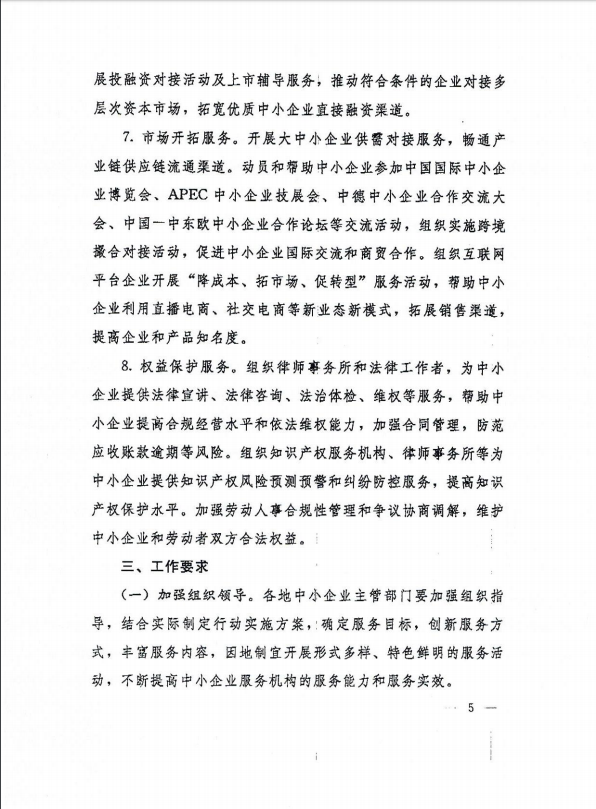 展投融资对接活动及上市辅导服务，推动符合条件的企业对接多
层次资本市场，拓宽优质中小企业直接融资渠道。
7. 市场开拓服务。开展大中小企业供需对接服务，畅通产
业链供应链流通渠道。动员和帮助中小企业参加中国国际中小企
业博览会、APEC 中小企业技展会、中德中小企业合作交流大
会、中国—中东欧中小企业合作论坛等交流活动，组织实施跨境
撮合对接活动，促进中小企业国际交流和商贸合作。组织互联网
平台企业开展“降成本、拓市场、促转型”服务活动，帮助中小
企业利用直播电商、社交电商等新业态新模式，拓展销售渠道，
提高企业和产品知名度。
8. 权益保护服务。组织律师事务所和法律工作者，为中小
企业提供法律宣讲、法律咨询、法治体检、维权等服务，帮助中
小企业提高合规经营水平和依法维权能力，加强合同管理，防范
应收账款逾期等风险。组织知识产权服务机构、律师事务所等为
中小企业提供知识产权风险预测预警和纠纷防控服务，提高知识
产权保护水平。加强劳动人事合规性管理和争议协商调解，维护
中小企业和劳动者双方合法权益。
三、工作要求
（一）加强组织领导。各地中小企业主管部门要加强组织指
导，结合实际制定行动实施方案，确定服务目标，创新服务方
式，丰富服务内容，因地制宜开展形式多样、特色鲜明的服务活
动，不断提高中小企业服务机构的服务能力和服务实效。
— 5 —